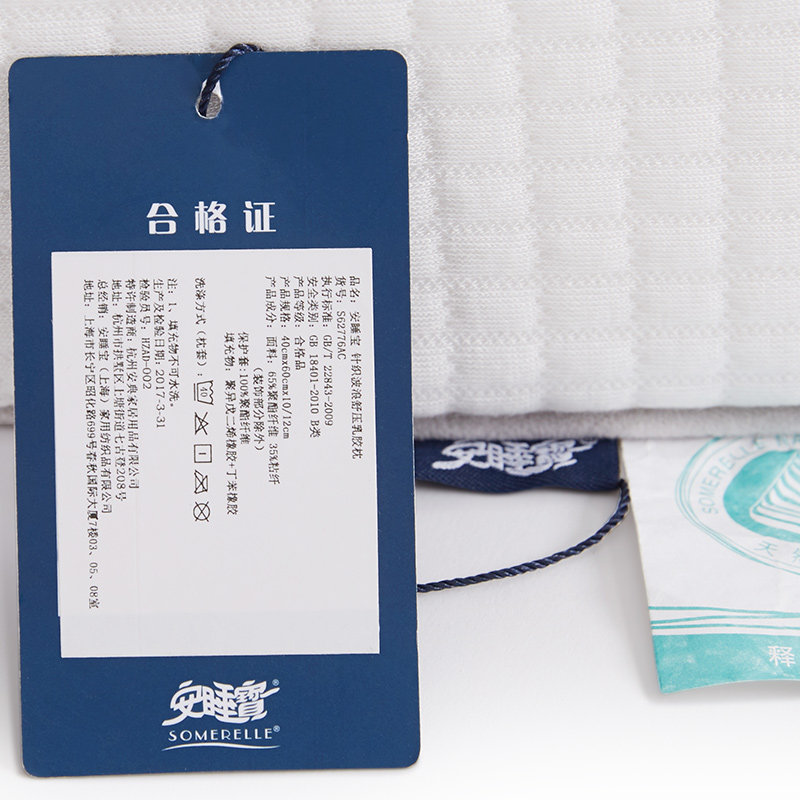 合格证
品名：安睡宝 针织波浪舒压乳胶枕
货号：S62776AC
执行标准：GB/T 22843-2009
安全类别：GB 18401-2010 B类
产品等级：合格品
产品规格：40cmx60cmx10/12cm
产品成分：面料：65%聚酯纤维 35%粘纤
（装饰部分除外）
保护套：100%聚酯纤维
填充物：聚异戊二烯橡胶+丁苯橡胶
洗涤方式（枕套）：
40
注：1、填充物不可水洗。
生产及检验日期：2017-3-31
检验员号：HZAD-002
特许制造商：杭州安典家居用品有限公司
地址：杭州市拱墅区上塘街道七古登208号
总经销：安睡宝（上海）家用纺织品有限公司
地址：上海市长宁区昭化路699号春秋国际大厦7楼03、05、08室
安睡寶®
SOMERELLE®
安睡寶
SOMERELLE
天
释